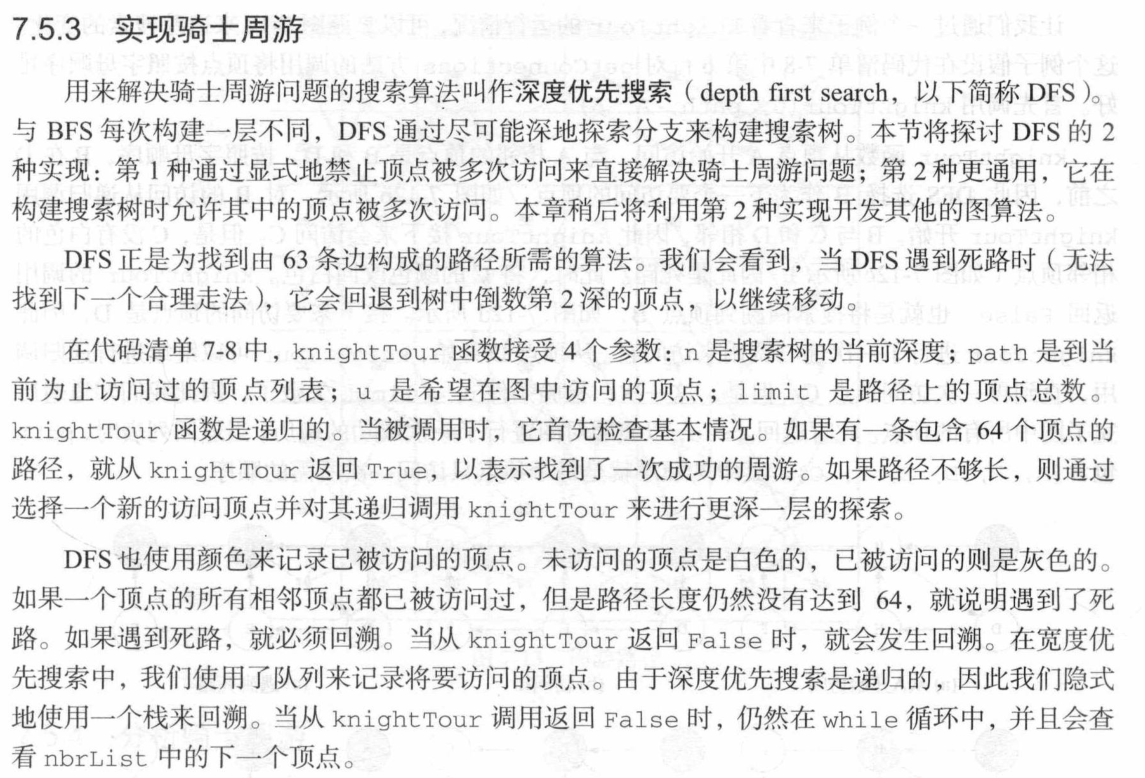 7.5.3 实现骑士周游
用来解决骑士周游问题的搜索算法叫作深度优先搜索（depth first search，以下简称 DFS）。
与 BFS 每次构建一层不同，DFS 通过尽可能深地探索分支来构建搜索树。本节将探讨 DFS 的 2
种实现：第 1 种通过显式地禁止顶点被多次访问来直接解决骑士周游问题；第 2 种更通用，它在
构建搜索树时允许其中的顶点被多次访问。本章稍后将利用第 2 种实现开发其他的图算法。
DFS 正是为找到由 63 条边构成的路径所需的算法。我们会看到，当 DFS 遇到死路时（无法
找到下一个合理走法），它会回退到树中倒数第 2 深的顶点，以继续移动。
在代码清单 7-8 中，knightTour 函数接受 4 个参数：n 是搜索树的当前深度；path 是到当
前为止访问过的顶点列表；u 是希望在图中访问的顶点；limit 是路径上的顶点总数。
knightTour 函数是递归的。当被调用时，它首先检查基本情况。如果有一条包含 64 个顶点的
路径，就从 knightTour 返回 True，以表示找到了一次成功的周游。如果路径不够长，则通过
选择一个新的访问顶点并对其递归调用 knightTour 来进行更深一层的探索。
DFS 也使用颜色来记录已被访问的顶点。未访问的顶点是白色的，已被访问的则是灰色的。
如果一个顶点的所有相邻顶点都已被访问过，但是路径长度仍然没有达到 64，就说明遇到了死
路。如果遇到死路，就必须回溯。当从 knightTour 返回 False 时，就会发生回溯。在宽度优
先搜索中，我们使用了队列来记录将要访问的顶点。由于深度优先搜索是递归的，因此我们隐式
地使用一个栈来回溯。当从 knightTour 调用返回 False 时，仍然在 while 循环中，并且会查
看 nbrList 中的下一个顶点。